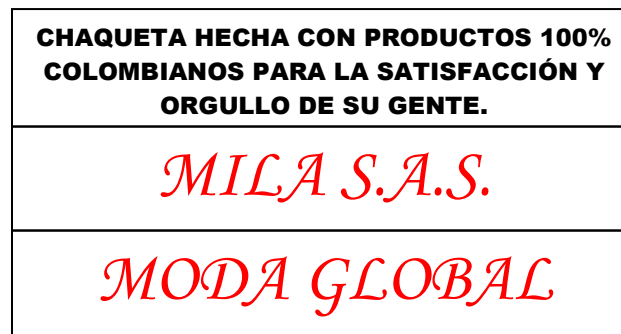 CHAQUETA HECHA CON PRODUCTOS 100%
COLOMBIANOS PARA LA SATISFACCIÓN Y
ORGULLO DE SU GENTE.
MILA S.A.S.
MODA GLOBAL